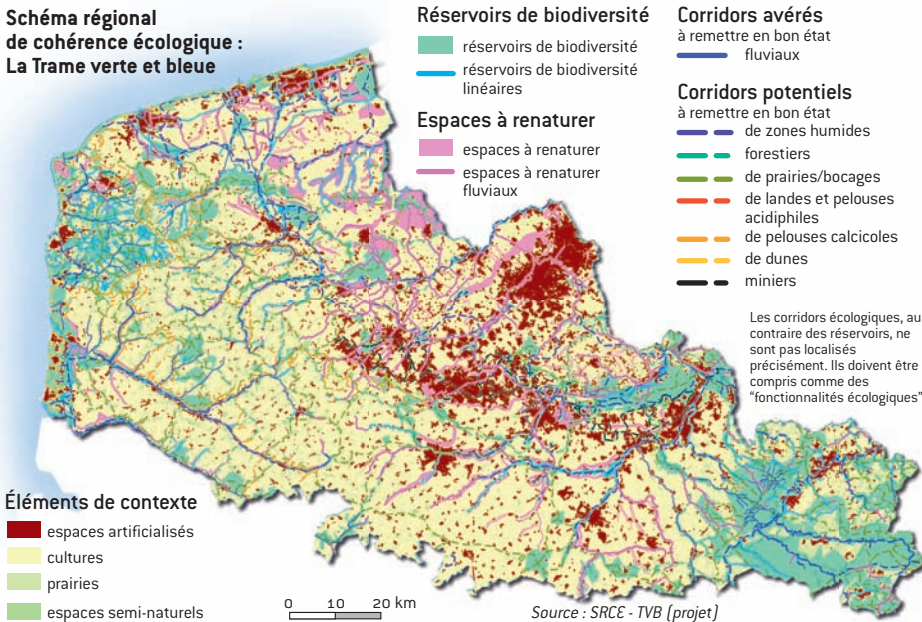 Schéma régional
de cohérence écologique :
La Trame verte et bleue
Réservoirs de biodiversité
réservoirs de biodiversité
réservoirs de biodiversité
linéaires
Espaces à renaturer
espaces à renaturer
espaces à renaturer
fluviaux
Corridors avérés
à remettre en bon état
fluviaux
Corridors potentiels
à remettre en bon état
de zones humides
forestiers
de prairies/bocages
de landes et pelouses
acidiphiles
de pelouses calcicoles
de dunes
miniers
Les corridors écologiques, au
contraire des réservoirs, ne
sont pas localisés
précisément. Ils doivent être
compris comme des
"fonctionnalités écologiques"
Éléments de contexte
espaces artificialisés
cultures
prairies
espaces semi-naturels
0 10 20 km
Source : SRCE - TVB (projet)